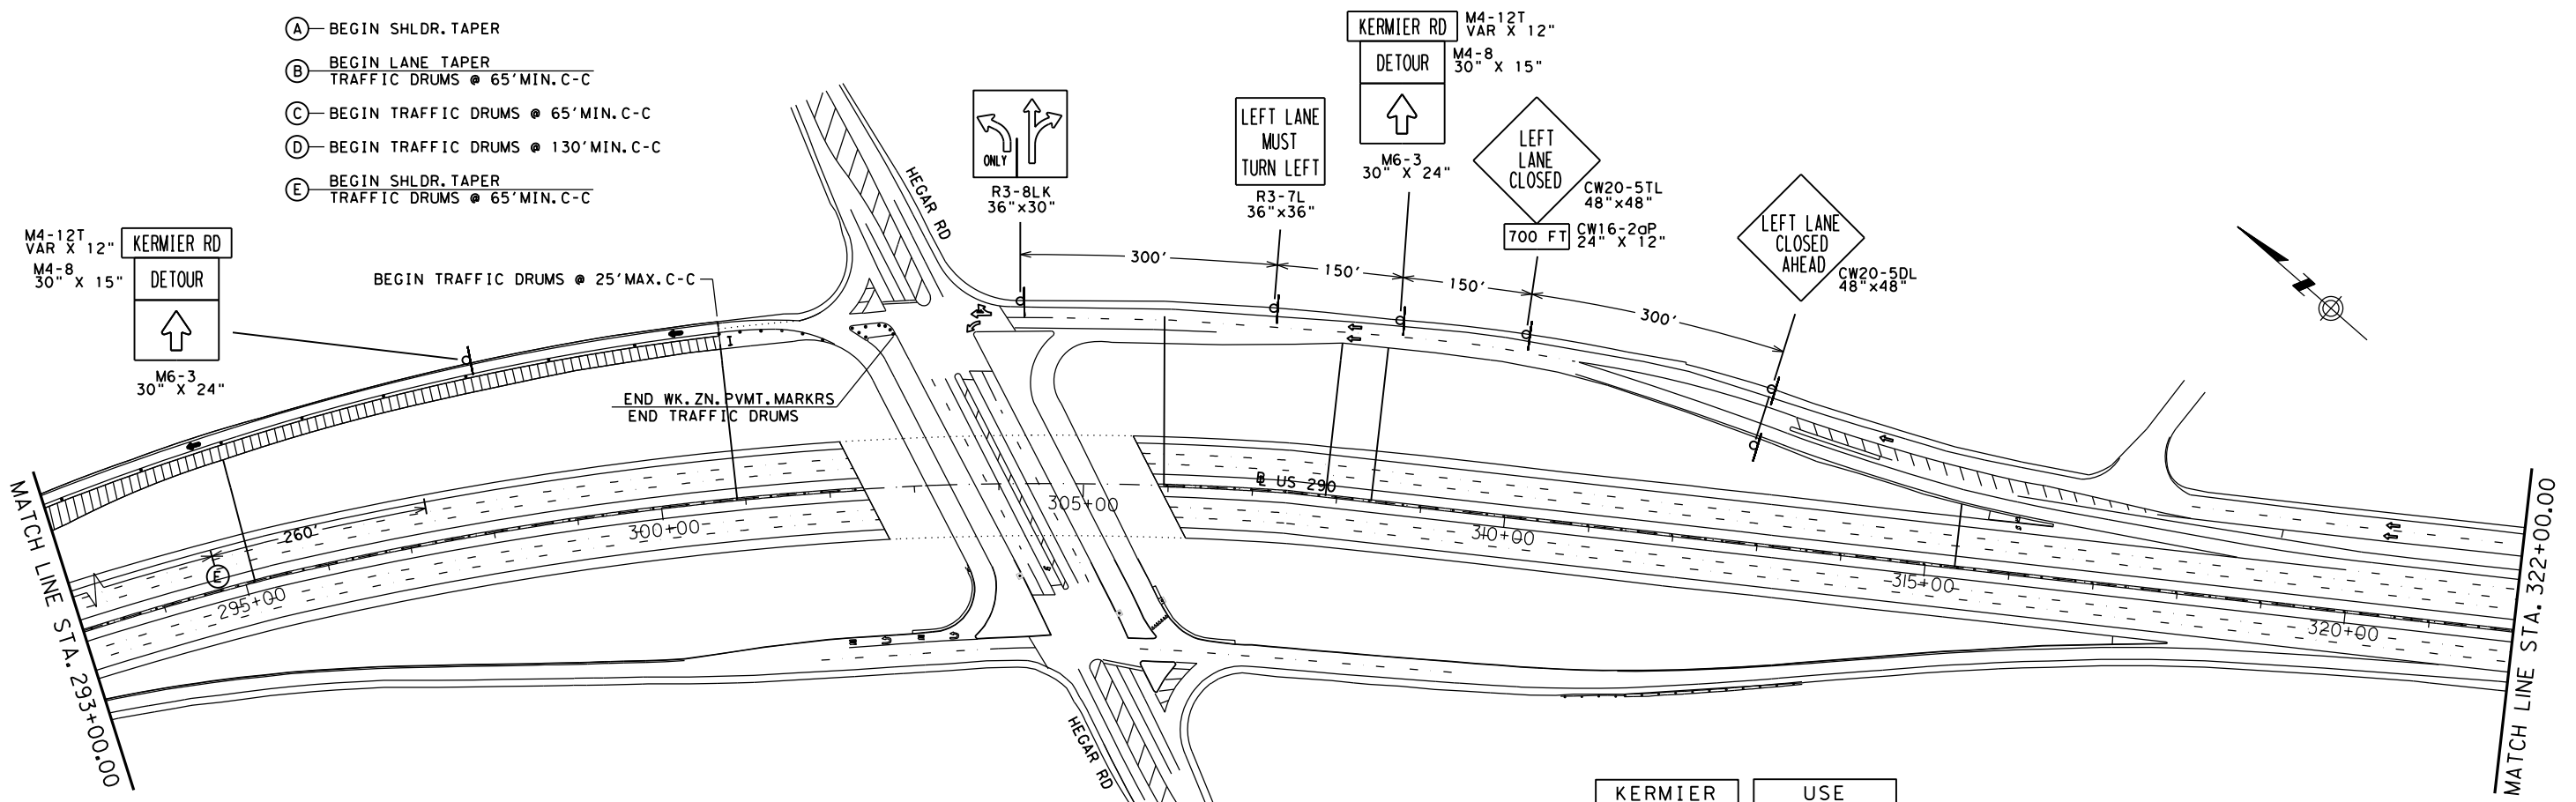 A BEGIN SHLDR. TAPER
B BEGIN LANE TAPER
TRAFFIC DRUMS @ 65' MIN. C-C
C BEGIN TRAFFIC DRUMS @ 65' MIN. C-C
D BEGIN TRAFFIC DRUMS @ 130' MIN. C-C
E BEGIN SHLDR. TAPER
TRAFFIC DRUMS @ 65' MIN. C-C
M4-12T
VAR X 12"
KERMIER RD
M4-8
30" X 15"
DETOUR
M6-3
30" X 24"
BEGIN TRAFFIC DRUMS @ 25' MAX. C-C
END WK. ZN. PVMT. MARKRS
END TRAFFIC DRUMS
HEGAR RD
ONLY
R3-8LK
36"x30"
LEFT LANE
MUST
TURN LEFT
R3-7L
36"x36"
KERMIER RD
M4-12T
VAR X 12"
DETOUR
M4-8
30" X 15"
M6-3
30" X 24"
LEFT
LANE
CLOSED
CW20-5TL
48"x48"
700 FT
CW16-2aP
24" X 12"
LEFT LANE
CLOSED
AHEAD
CW20-5DL
48"x48"
300'
150'
150'
300'
I
260'
E
295+00
300+00
305+00
US 290
310+00
315+00
320+00
MATCH LINE STA. 293+00.00
MATCH LINE STA. 322+00.00
HEGAR RD
KERMIER
USE